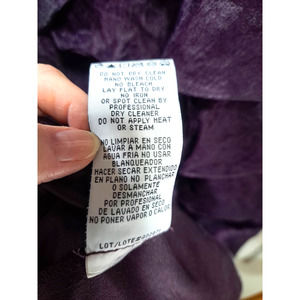 DO NOT DRY CLEAN
HAND WASH COLD
NO BLEACH
LAY FLAT TO DRY
NO IRON
OR SPOT CLEAN BY
PROFESSIONAL
DRY CLEANER
DO NOT APPLY HEAT
OR STEAM
NO LIMPIAR EN SECO
LAVAR A MANO CON
AGUA FRIA NO USAR
BLANQUEADOR
HACER SECAR EXTENDIDO
EN PLANO NO PLANCHAR
O SOLAMENTE
DESMANCHAR
POR PROFESIONAL
DE LAVADO EN SECO
NO PONER VAPOR O CALOR
LOT/LOTE